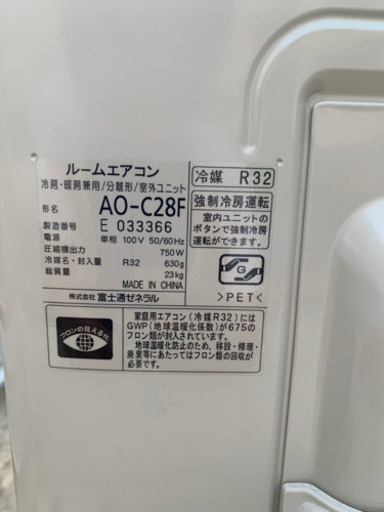 ルームエアコン
冷房・暖房兼用/分離形/室外ユニット
形名 AO-C28F
製造番号 E 033366
電源 単相 100V 50/60Hz
圧縮機出力 750W
冷媒名・封入量 R32 630g
総質量 23kg
MADE IN CHINA
株式会社 富士通ゼネラル
冷媒 R32
強制冷房運転
室内ユニットの
ボタンで強制冷房
運転ができます。
>PET<
フロンの見える化
家庭用エアコン(冷媒R32)には
GWP(地球温暖化係数)が675の
フロン類が封入されています。
地球温暖化防止のため、移設・修理・
廃棄等にあたってはフロン類の回収が
必要です。